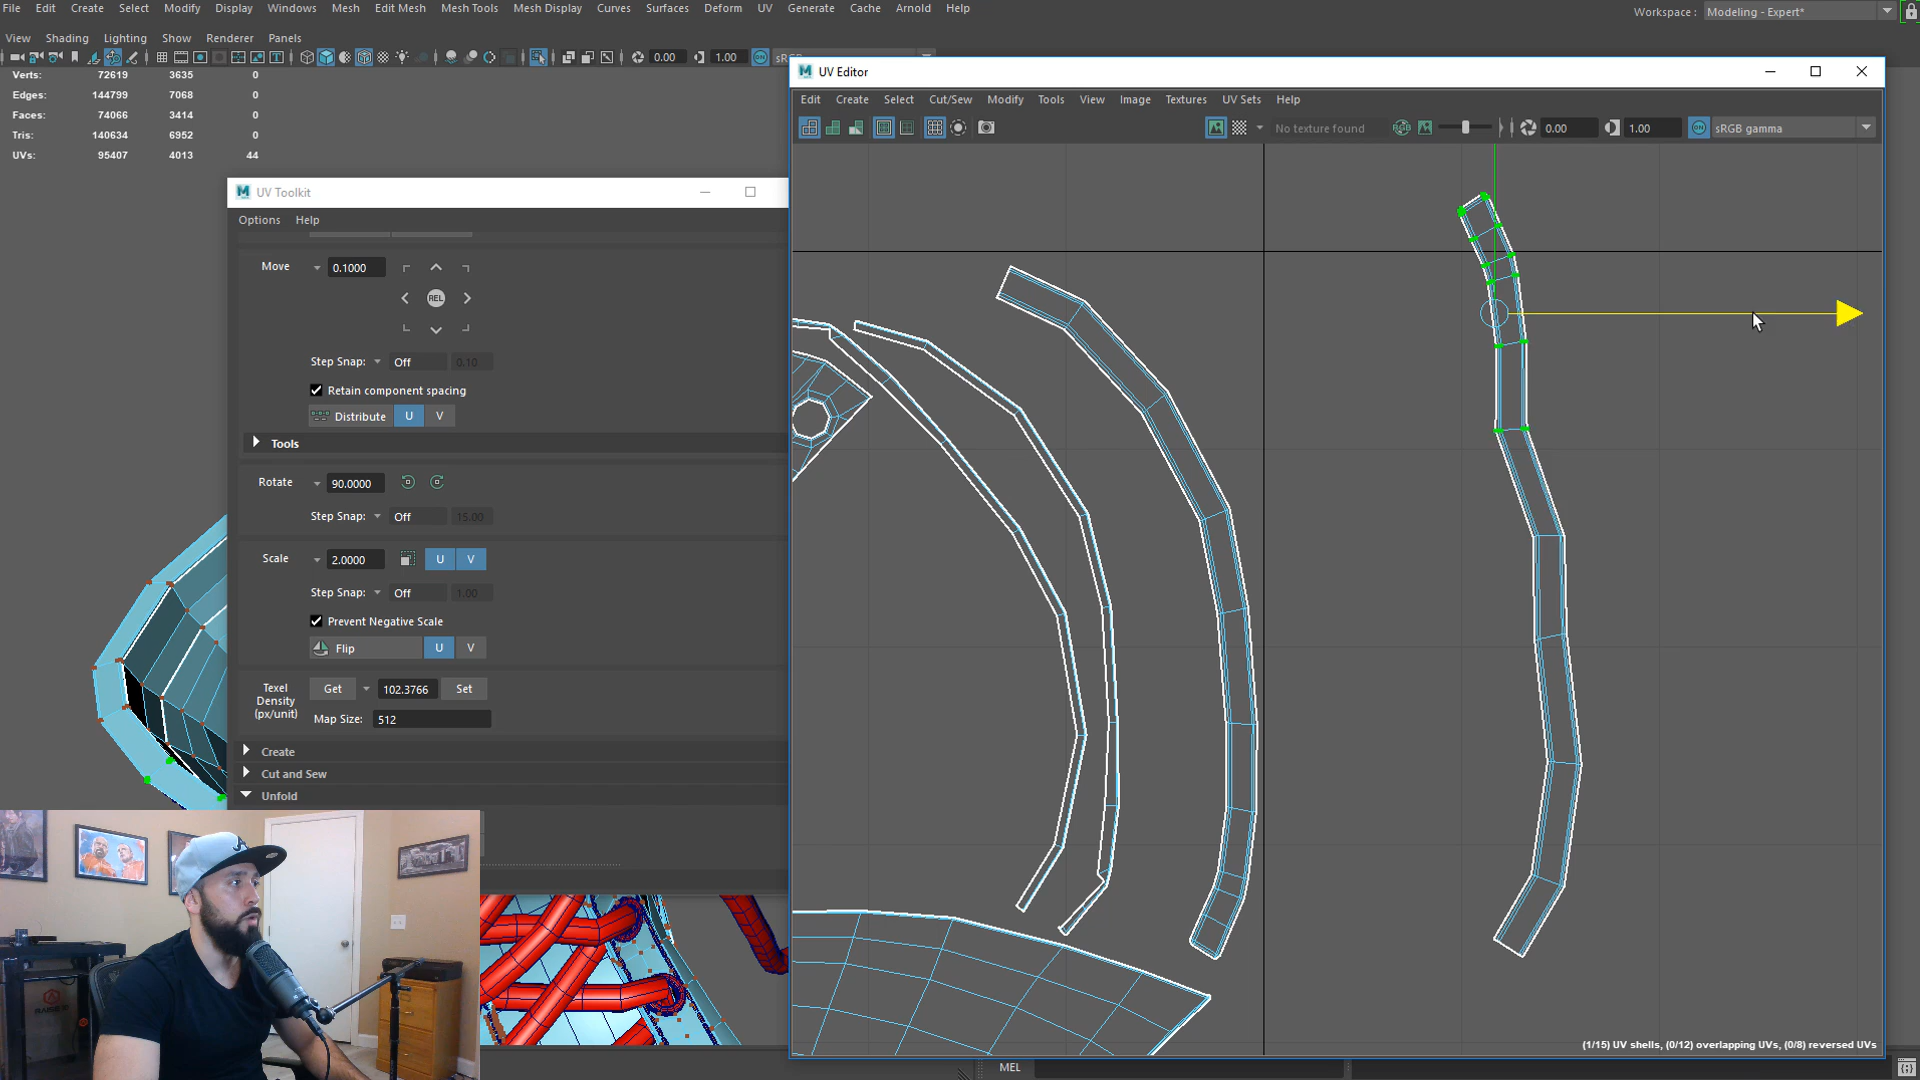 File Edit Create Select Modify Display Windows Mesh Edit Mesh Mesh Tools Mesh Display Curves Surfaces Deform UV Generate Cache Arnold Help
Workspace : Modeling - Expert*
View Shading Lighting Show Renderer Panels
0.00 1.00 ON
Verts: 72619 3635 0
Edges: 144799 7068 0
Faces: 74066 3414 0
Tris: 140634 6952 0
UVs: 95407 4013 44
UV Editor
Edit Create Select Cut/Sew Modify Tools View Image Textures UV Sets Help
No texture found RGB 0.00 1.00 ON sRGB gamma
UV Toolkit
Options Help
Move 0.1000
REL
Step Snap: Off 0.10
Retain component spacing
Distribute U V
Tools
Rotate 90.0000
Step Snap: Off 15.00
Scale 2.0000 U V
Step Snap: Off 1.00
Prevent Negative Scale
Flip U V
Texel Density (px/unit) Get 102.3766 Set
Map Size: 512
Create
Cut and Sew
Unfold
(1/15) UV shells, (0/12) overlapping UVs, (0/8) reversed UVs
MEL